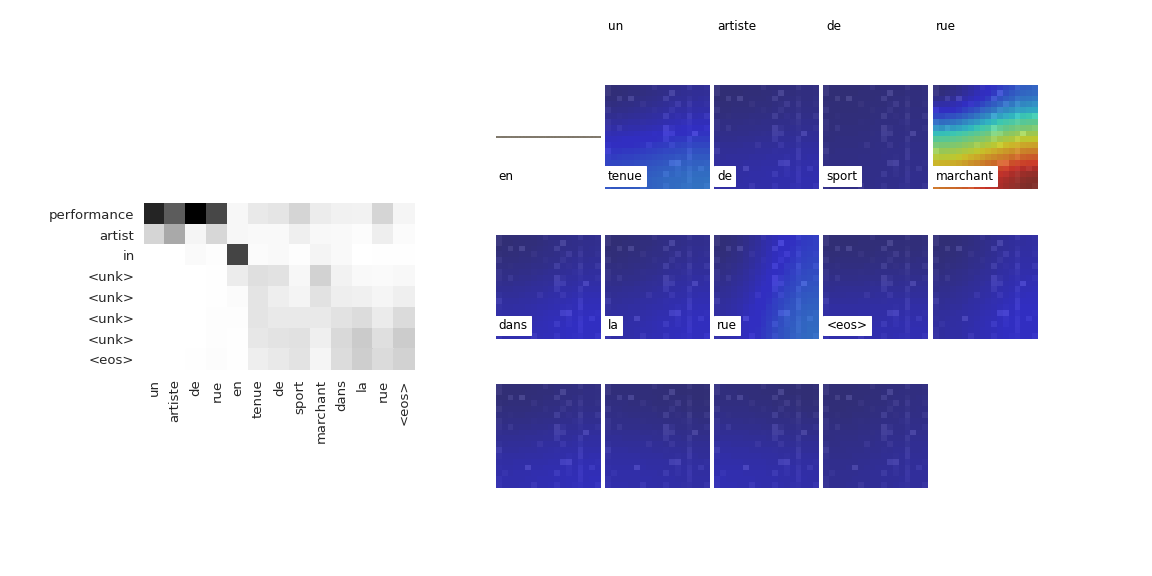 un artiste de rue
en tenue de sport marchant
dans la rue <eos>
performance
artist
in
<unk>
<unk>
<unk>
<unk>
<eos>
un artiste de rue en tenue de sport marchant dans la rue <eos>